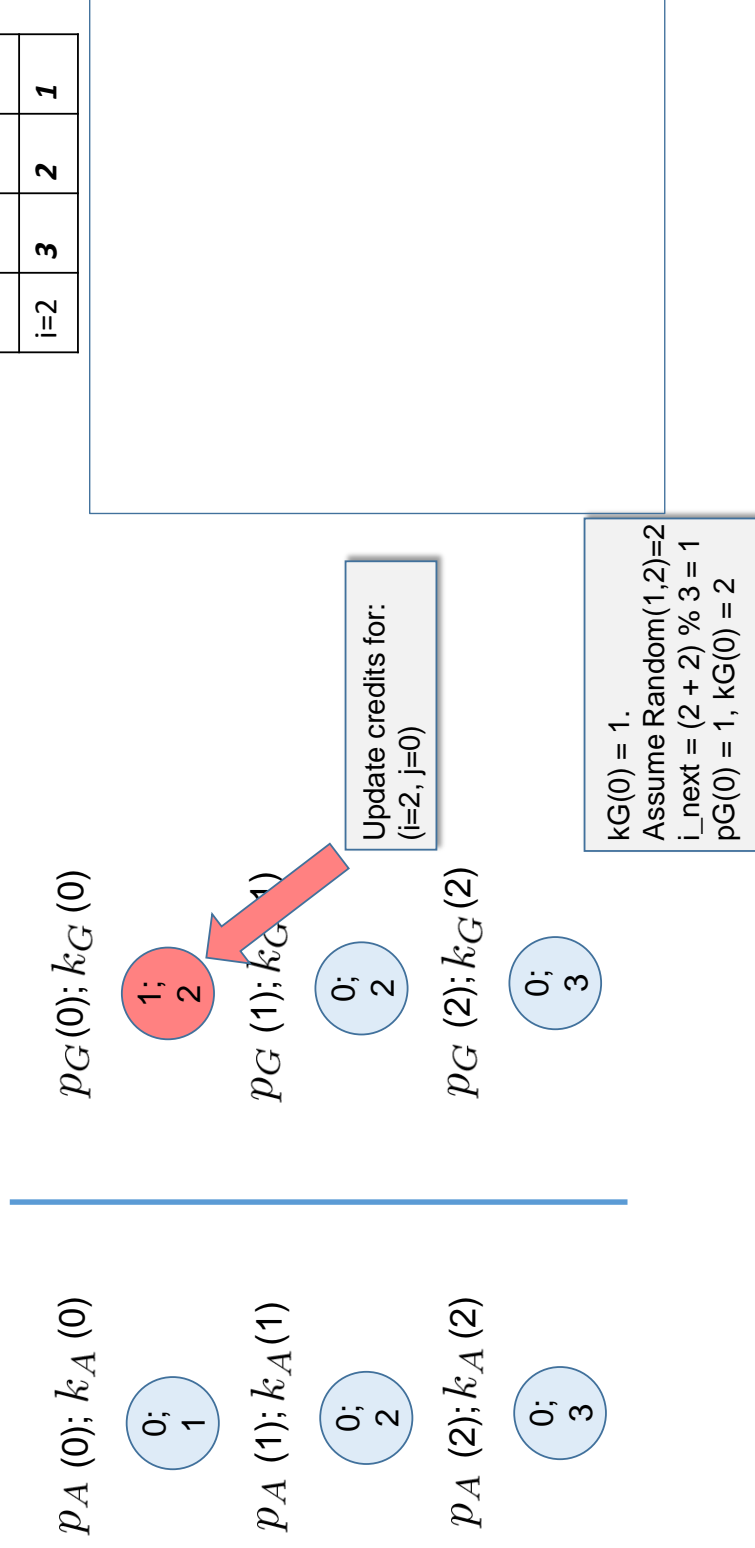 i=2 3 2 1
p_A (0); k_A (0)
0;
1
p_A (1); k_A (1)
0;
2
p_A (2); k_A (2)
0;
3
p_G (0); k_G (0)
1;
2
p_G (1); k_G 1)
0;
2
p_G (2); k_G (2)
0;
3
Update credits for:
(i=2, j=0)
kG(0) = 1.
Assume Random(1,2)=2
i_next = (2 + 2) % 3 = 1
pG(0) = 1, kG(0) = 2